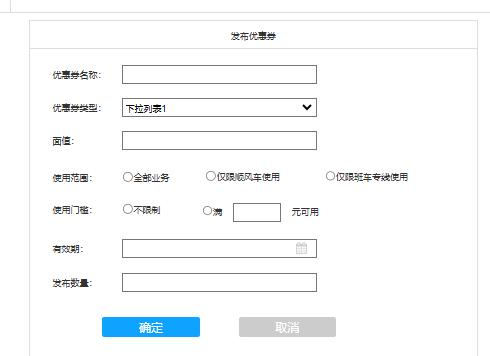 发布优惠券
优惠券名称：
优惠券类型： 下拉列表1
面值：
使用范围： 全部业务 仅限顺风车使用 仅限班车专线使用
使用门槛： 不限制 满 元可用
有效期：
发布数量：
确定 取消